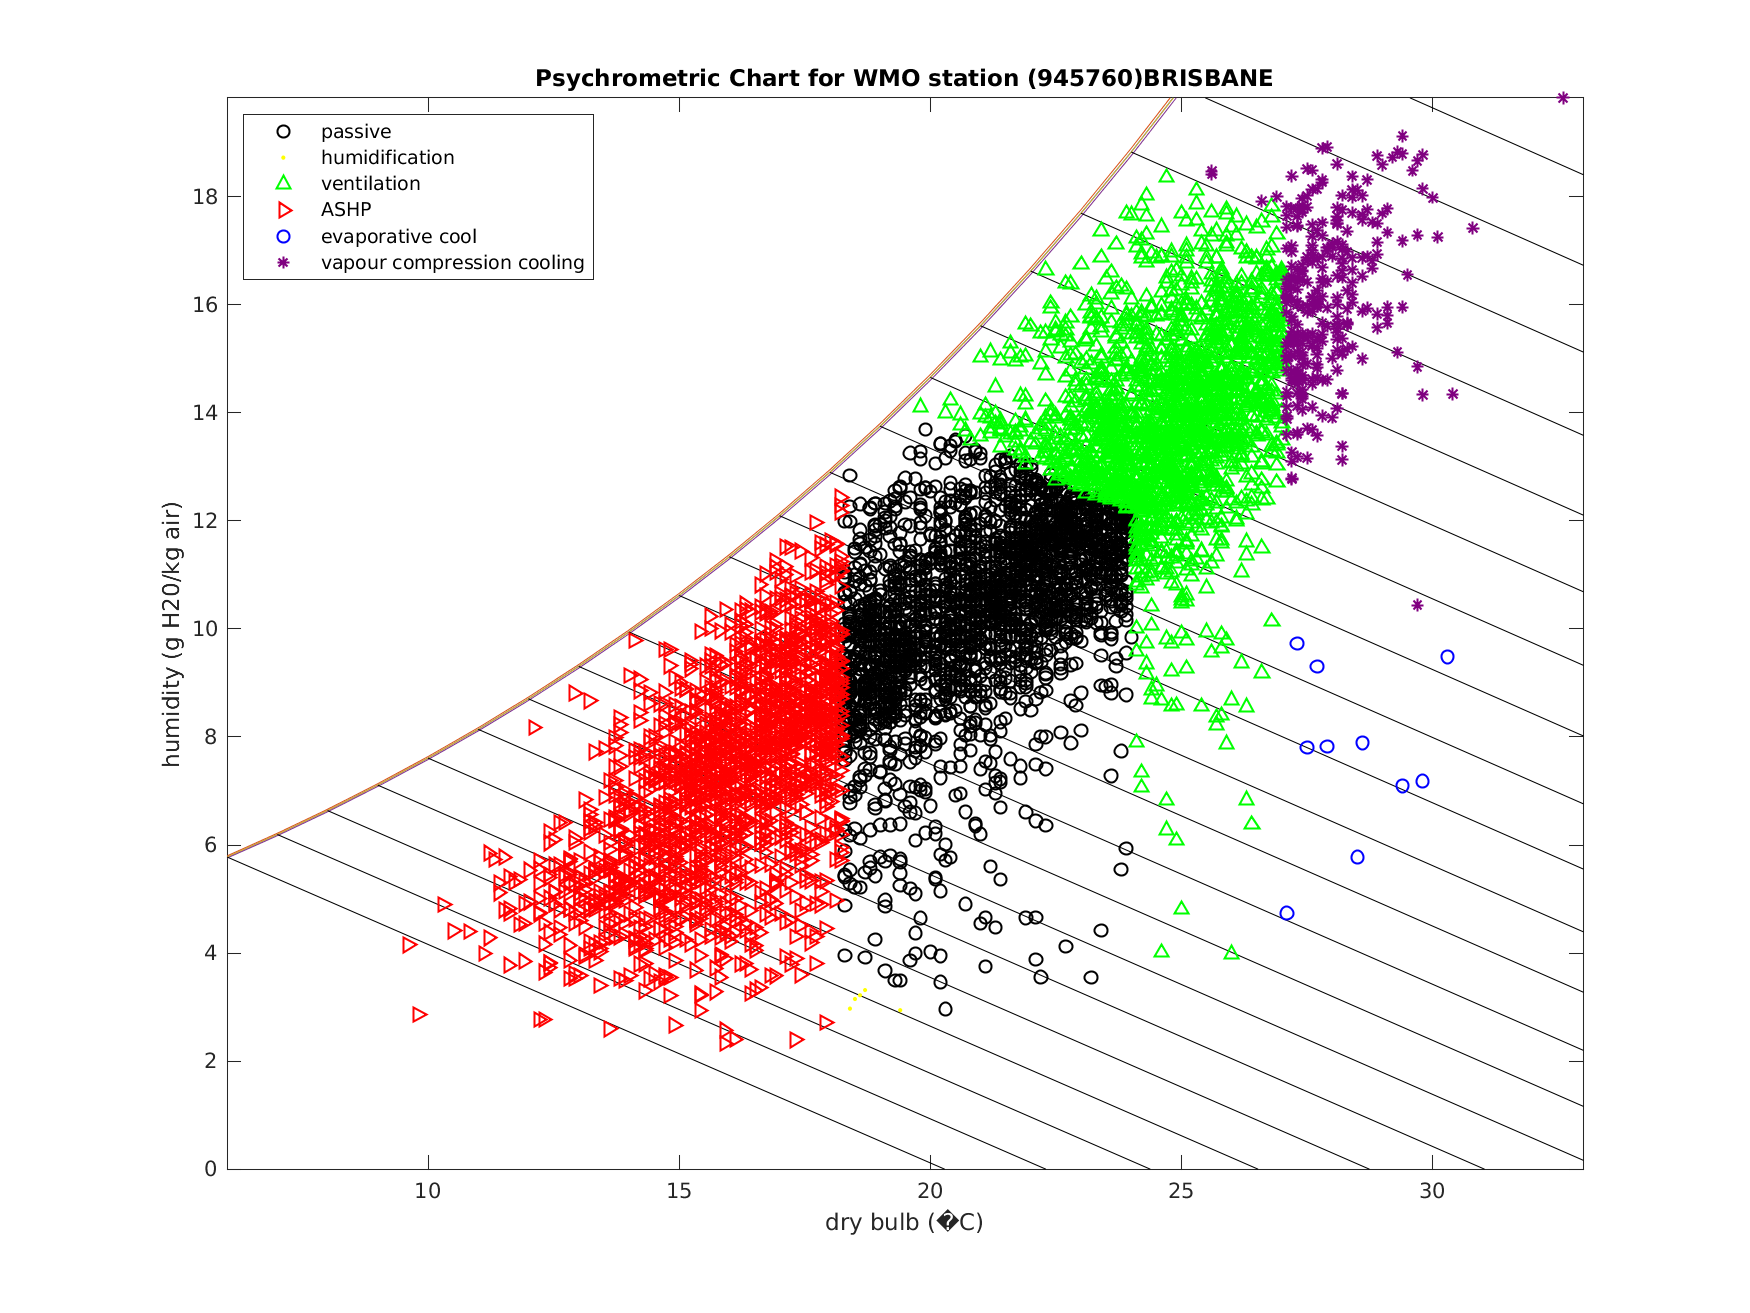 Psychrometric Chart for WMO station (945760)BRISBANE
passive
humidification
ventilation
ASHP
evaporative cool
vapour compression cooling
humidity (g H20/kg air)
18
16
14
12
10
8
6
4
2
0
10 15 20 25 30
dry bulb (�C)